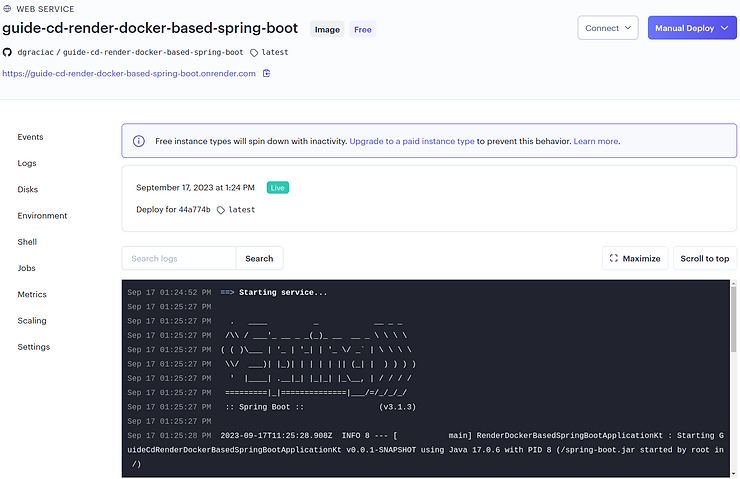 WEB SERVICE
guide-cd-render-docker-based-spring-boot Image Free
Connect Manual Deploy
dgraciac / guide-cd-render-docker-based-spring-boot latest
https://guide-cd-render-docker-based-spring-boot.onrender.com
Events
Logs
Disks
Environment
Shell
Jobs
Metrics
Scaling
Settings
Free instance types will spin down with inactivity. Upgrade to a paid instance type to prevent this behavior. Learn more.
September 17, 2023 at 1:24 PM Live
Deploy for 44a774b latest
Search logs Search Maximize Scroll to top
Sep 17 01:24:52 PM ==> Starting service...
Sep 17 01:25:27 PM
Sep 17 01:25:27 PM   .   ____          _            __ _ _
Sep 17 01:25:27 PM  /\\ / ___'_ __ _ _(_)_ __  __ _ \ \ \ \
Sep 17 01:25:27 PM ( ( )\___ | '_ | '_| | '_ \/ _` | \ \ \ \
Sep 17 01:25:27 PM  \\/  ___)| |_)| | | | | || (_| |  ) ) ) )
Sep 17 01:25:27 PM   '  |____| .__|_| |_|_| |_\__, | / / / /
Sep 17 01:25:27 PM  =========|_|==============|___/=/_/_/_/
Sep 17 01:25:27 PM  :: Spring Boot ::                (v3.1.3)
Sep 17 01:25:27 PM
Sep 17 01:25:28 PM 2023-09-17T11:25:28.908Z  INFO 8 --- [           main] RenderDockerBasedSpringBootApplicationKt : Starting G
uideCdRenderDockerBasedSpringBootApplicationKt v0.0.1-SNAPSHOT using Java 17.0.6 with PID 8 (/spring-boot.jar started by root in
/)